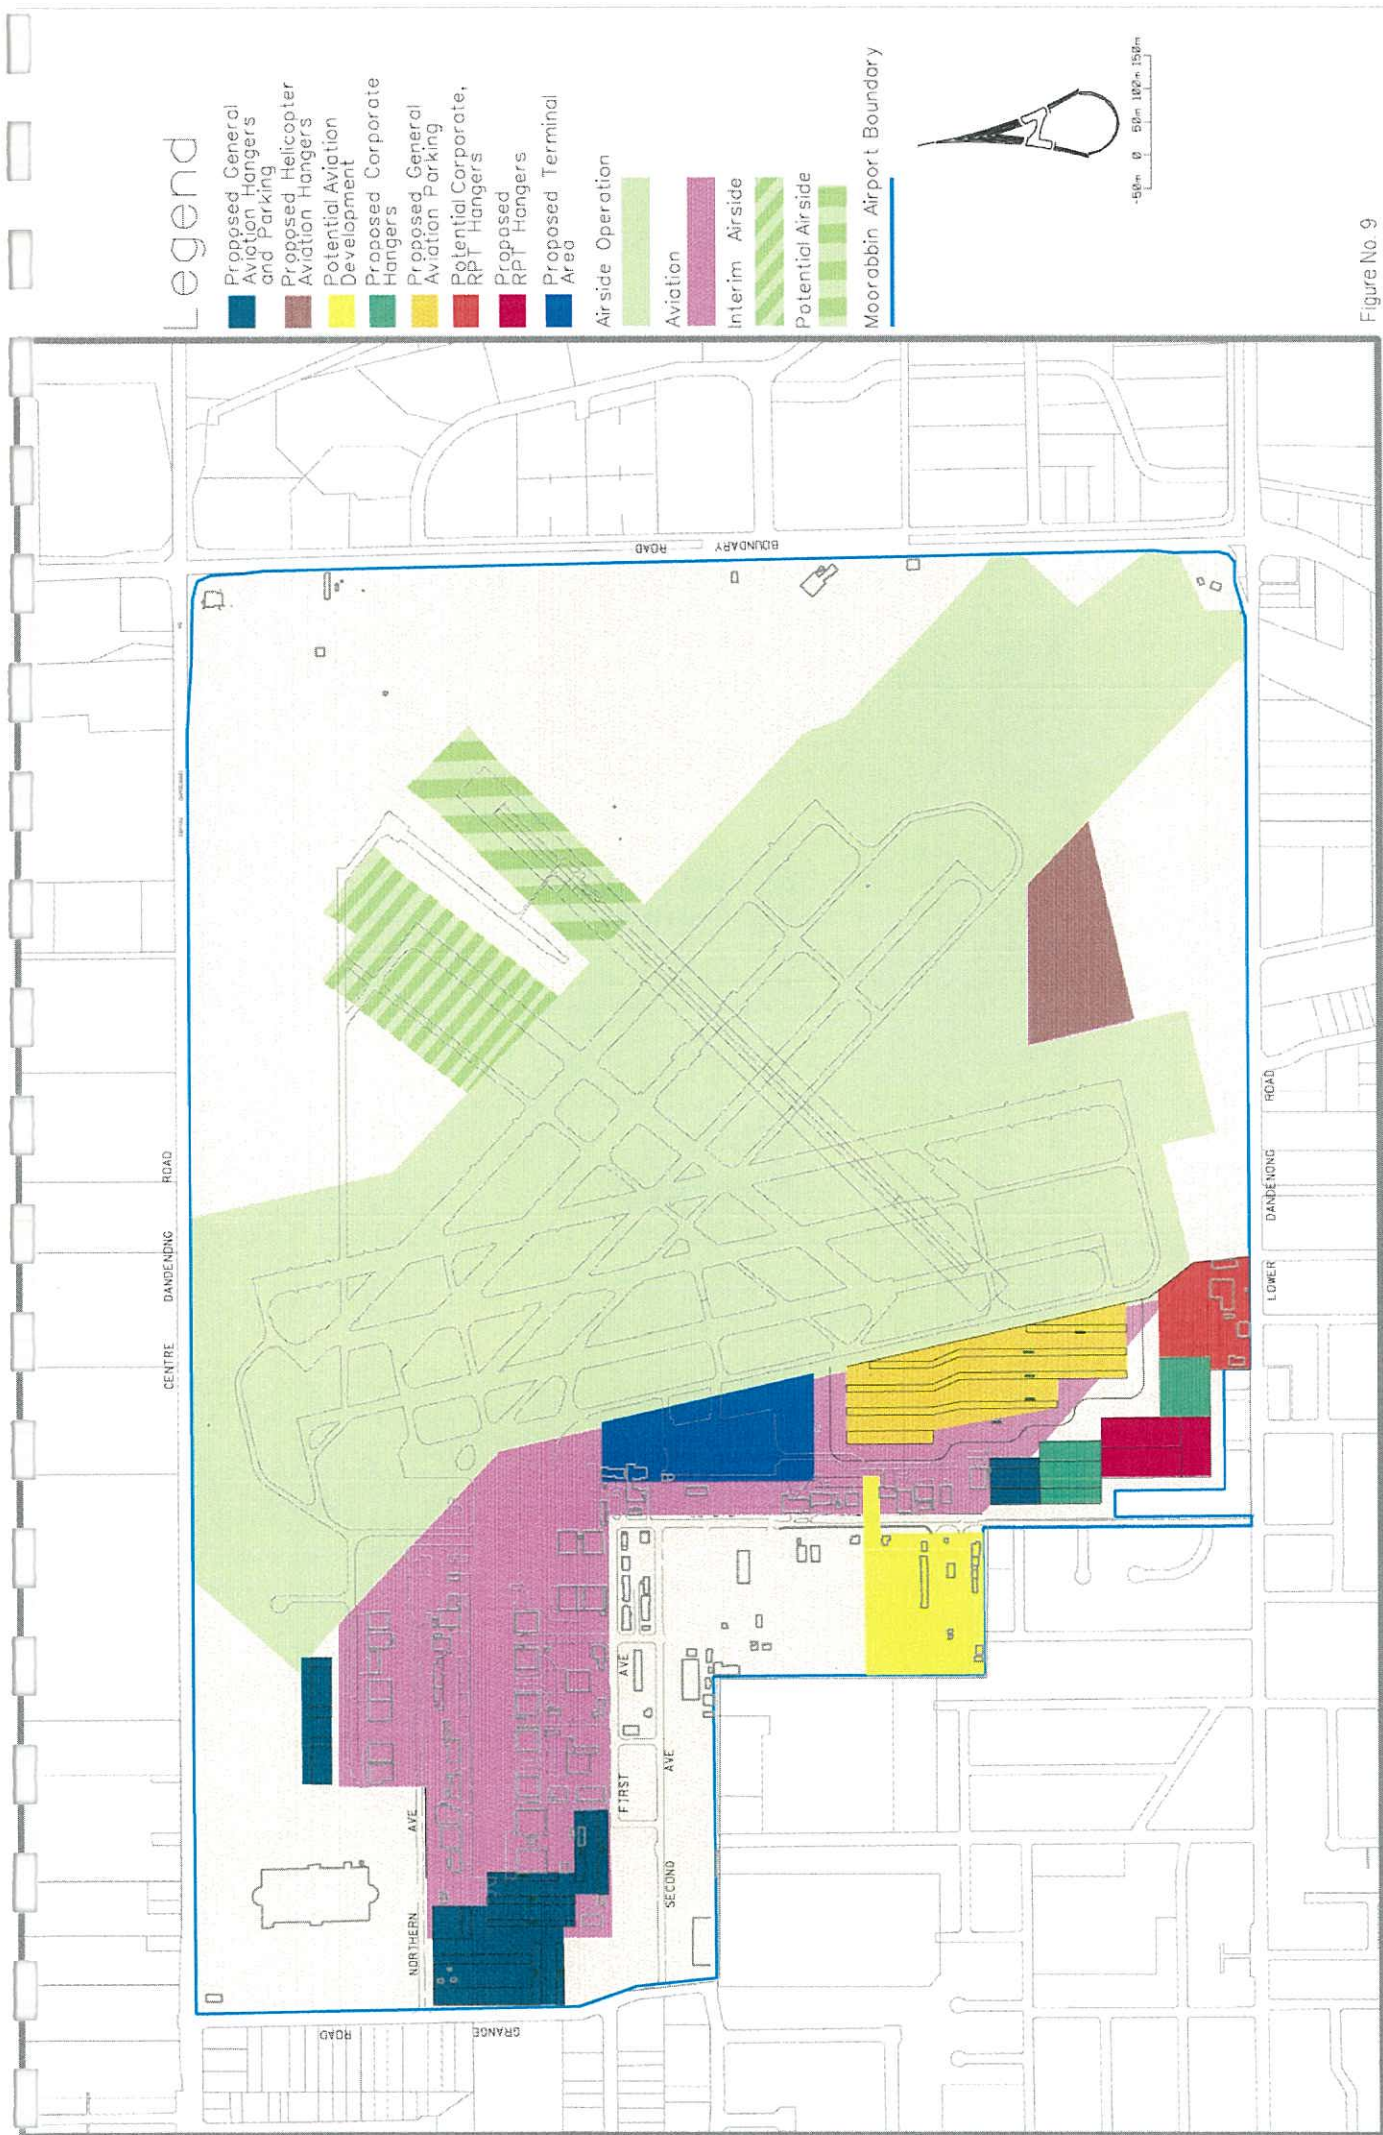 Legend
Proposed General
Aviation Hangers
and Parking
Proposed Helicopter
Aviation Hangers
Potential Aviation
Development
Proposed Corporate
Hangers
Proposed General
Aviation Parking
Potential Corporate,
RPT Hangers
Proposed
RPT Hangers
Proposed Terminal
Area
Airside Operation
Aviation
Interim Airside
Potential Airside
Moorabbin Airport Boundary
-50m 0 50m 100m 150m
Figure No. 9
CENTRE DANDENONG ROAD
BOUNDARY ROAD
LOWER DANDENONG ROAD
GRANGE ROAD
NORTHERN AVE
FIRST AVE
SECOND AVE